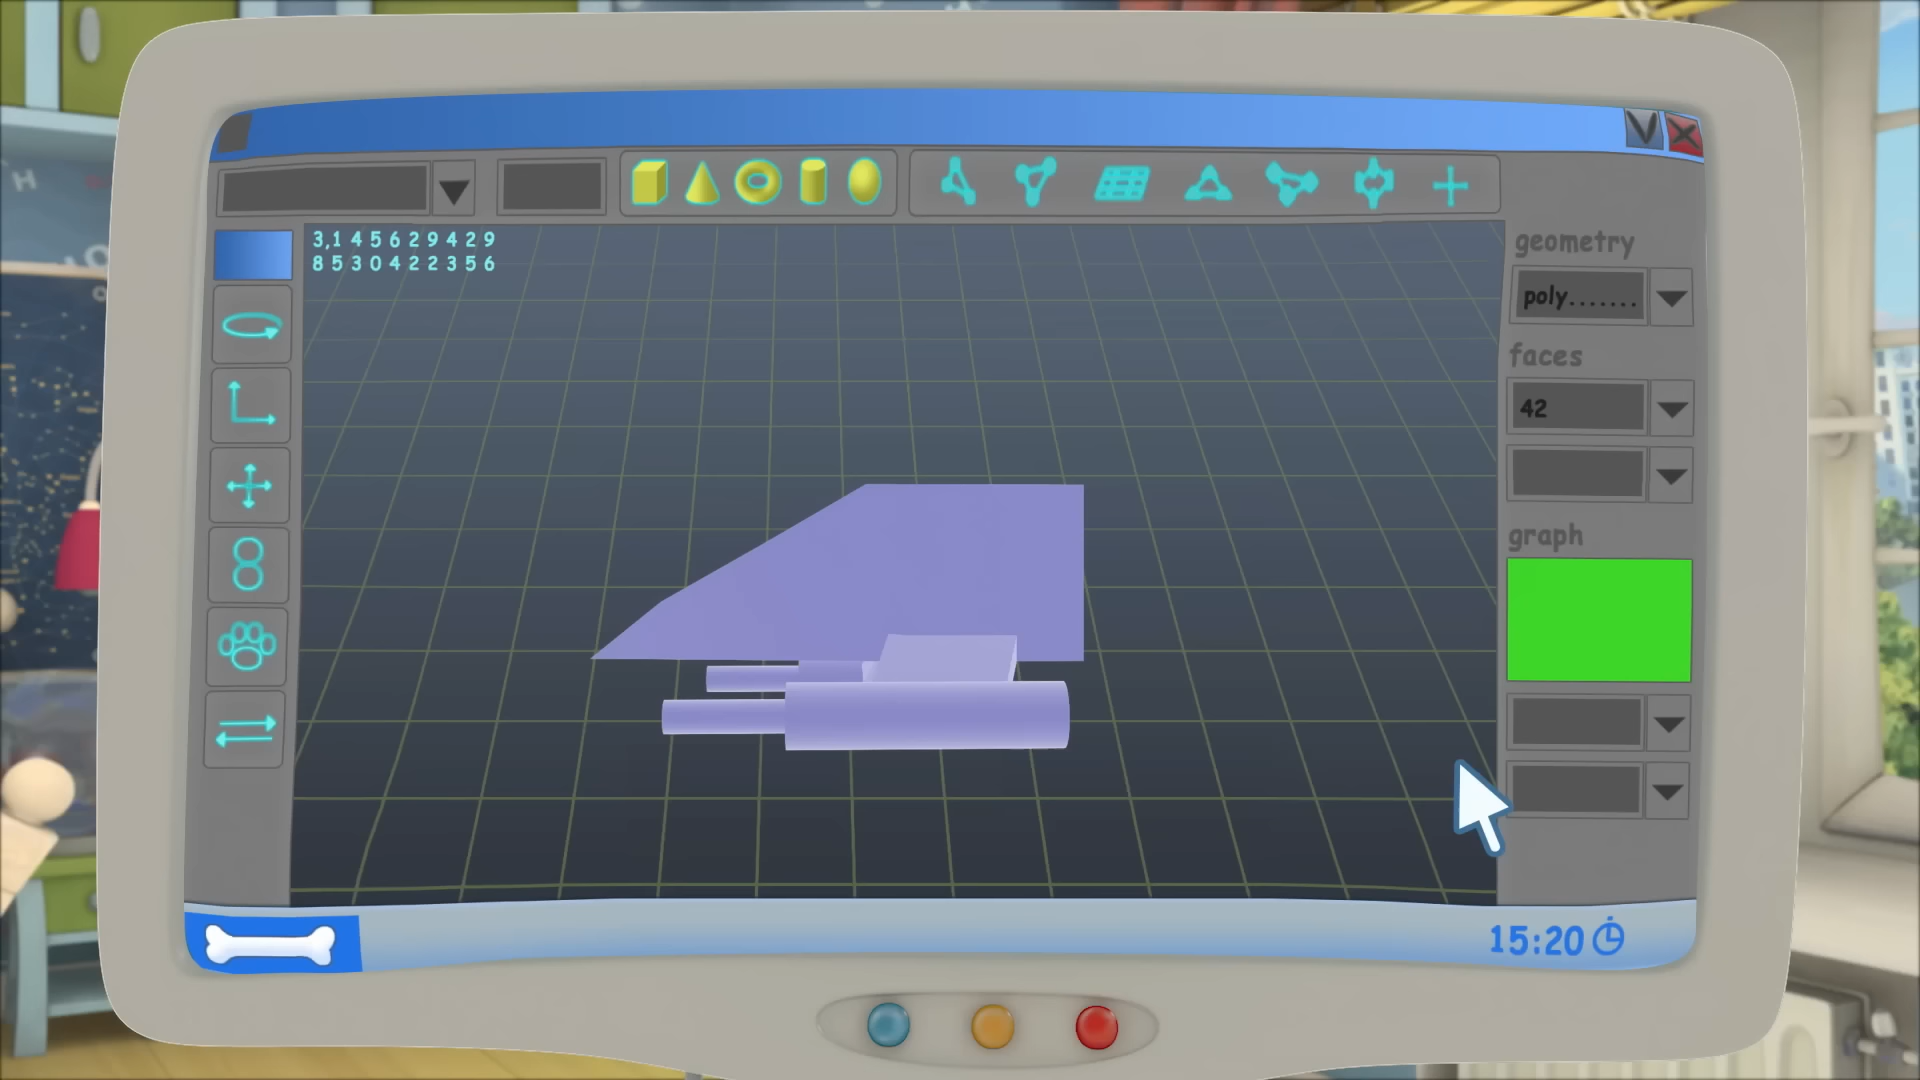 3,1 4 5 6 2 9 4 2 9
8 5 3 0 4 2 2 3 5 6
geometry
poly.......
faces
42
graph
15:20
H